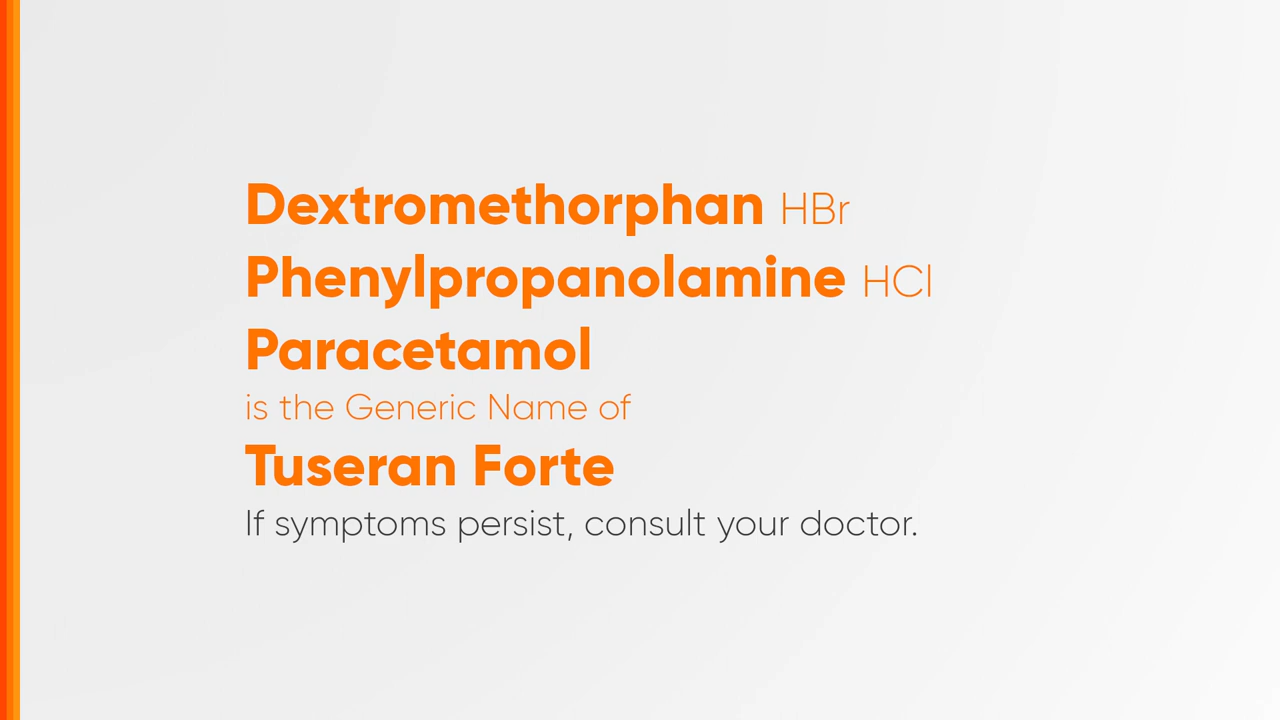 Dextromethorphan HBr
Phenylpropanolamine HCl
Paracetamol
is the Generic Name of
Tuseran Forte
If symptoms persist, consult your doctor.